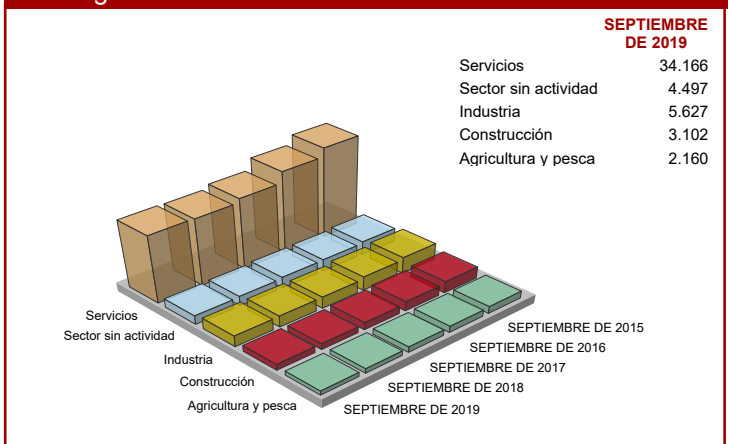 SEPTIEMBRE
DE 2019
Servicios 34.166
Sector sin actividad 4.497
Industria 5.627
Construcción 3.102
Agricultura y pesca 2.160
Servicios
Sector sin actividad
Industria
Construcción
Agricultura y pesca
SEPTIEMBRE DE 2015
SEPTIEMBRE DE 2016
SEPTIEMBRE DE 2017
SEPTIEMBRE DE 2018
SEPTIEMBRE DE 2019